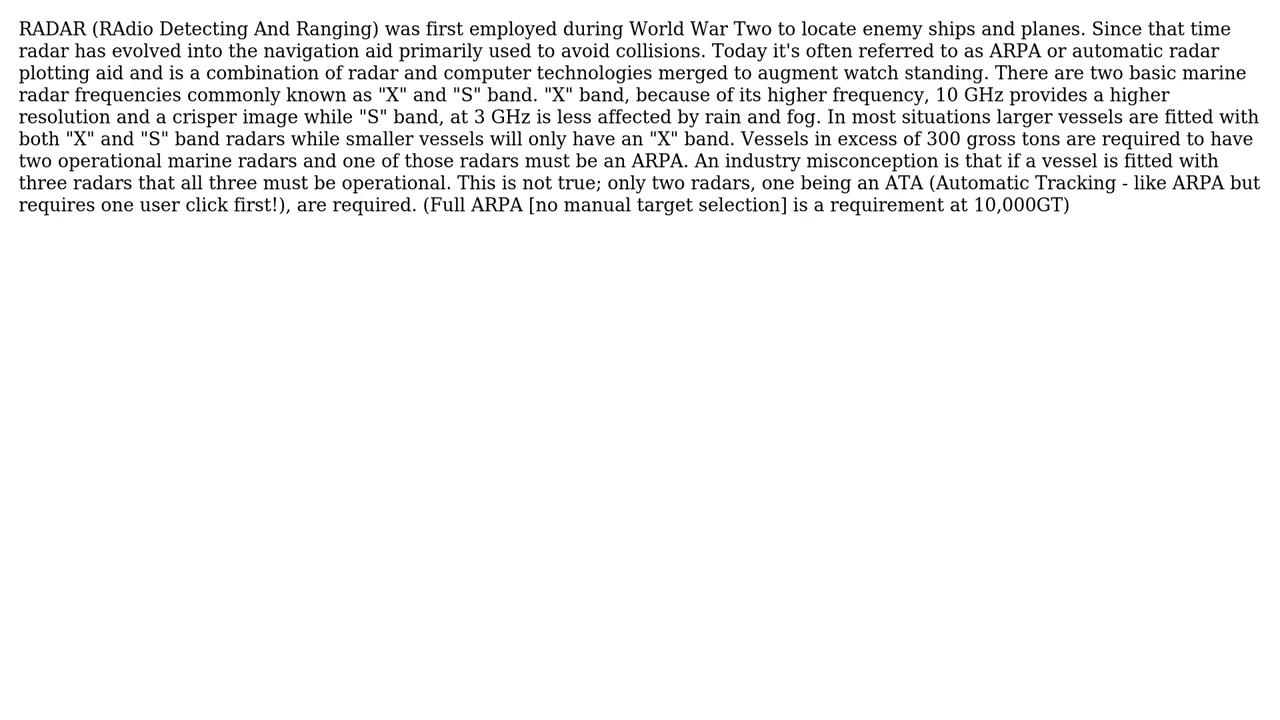 RADAR (RAdio Detecting And Ranging) was first employed during World War Two to locate enemy ships and planes. Since that time
radar has evolved into the navigation aid primarily used to avoid collisions. Today it's often referred to as ARPA or automatic radar
plotting aid and is a combination of radar and computer technologies merged to augment watch standing. There are two basic marine
radar frequencies commonly known as "X" and "S" band. "X" band, because of its higher frequency, 10 GHz provides a higher
resolution and a crisper image while "S" band, at 3 GHz is less affected by rain and fog. In most situations larger vessels are fitted with
both "X" and "S" band radars while smaller vessels will only have an "X" band. Vessels in excess of 300 gross tons are required to have
two operational marine radars and one of those radars must be an ARPA. An industry misconception is that if a vessel is fitted with
three radars that all three must be operational. This is not true; only two radars, one being an ATA (Automatic Tracking - like ARPA but
requires one user click first!), are required. (Full ARPA [no manual target selection] is a requirement at 10,000GT)